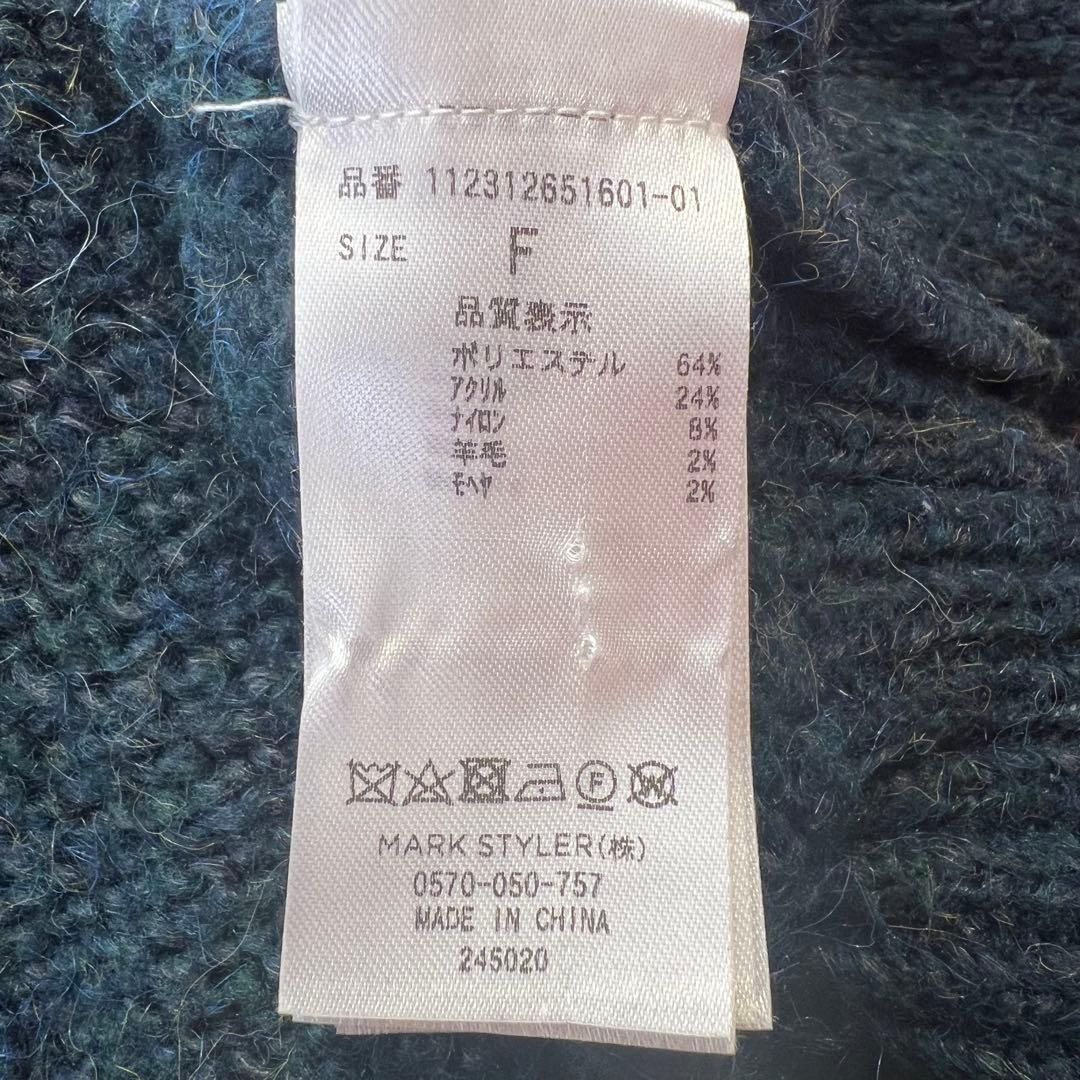 品番 112312651601-01
SIZE F
品質表示
ポリエステル 64%
アクリル 24%
ナイロン 8%
羊毛 2%
モヘヤ 2%
F W
MARK STYLER(株)
0570-050-757
MADE IN CHINA
245020